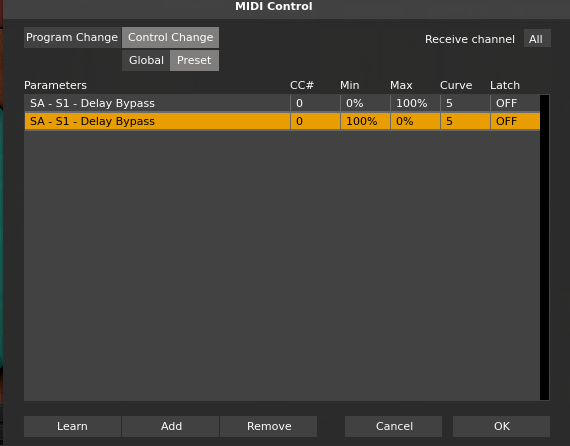 MIDI Control
Program Change Control Change
Receive channel All
Global Preset
Parameters CC# Min Max Curve Latch
SA - S1 - Delay Bypass 0 0% 100% 5 OFF
SA - S1 - Delay Bypass 0 100% 0% 5 OFF
Learn Add Remove Cancel OK